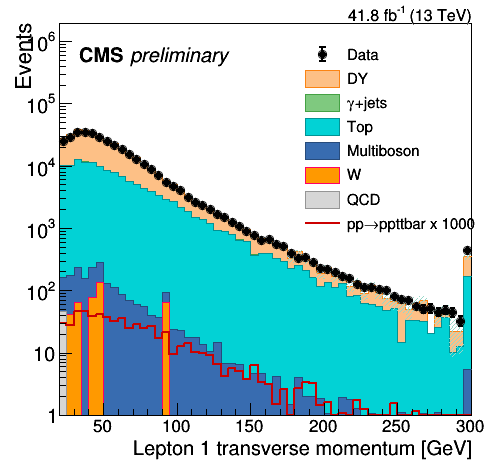 41.8 fb⁻¹ (13 TeV)
Events
CMS preliminary
Data
DY
γ+jets
Top
Multiboson
W
QCD
pp→ppttbar x 1000
10⁶
10⁵
10⁴
10³
10²
10
1
50 100 150 200 250 300
Lepton 1 transverse momentum [GeV]